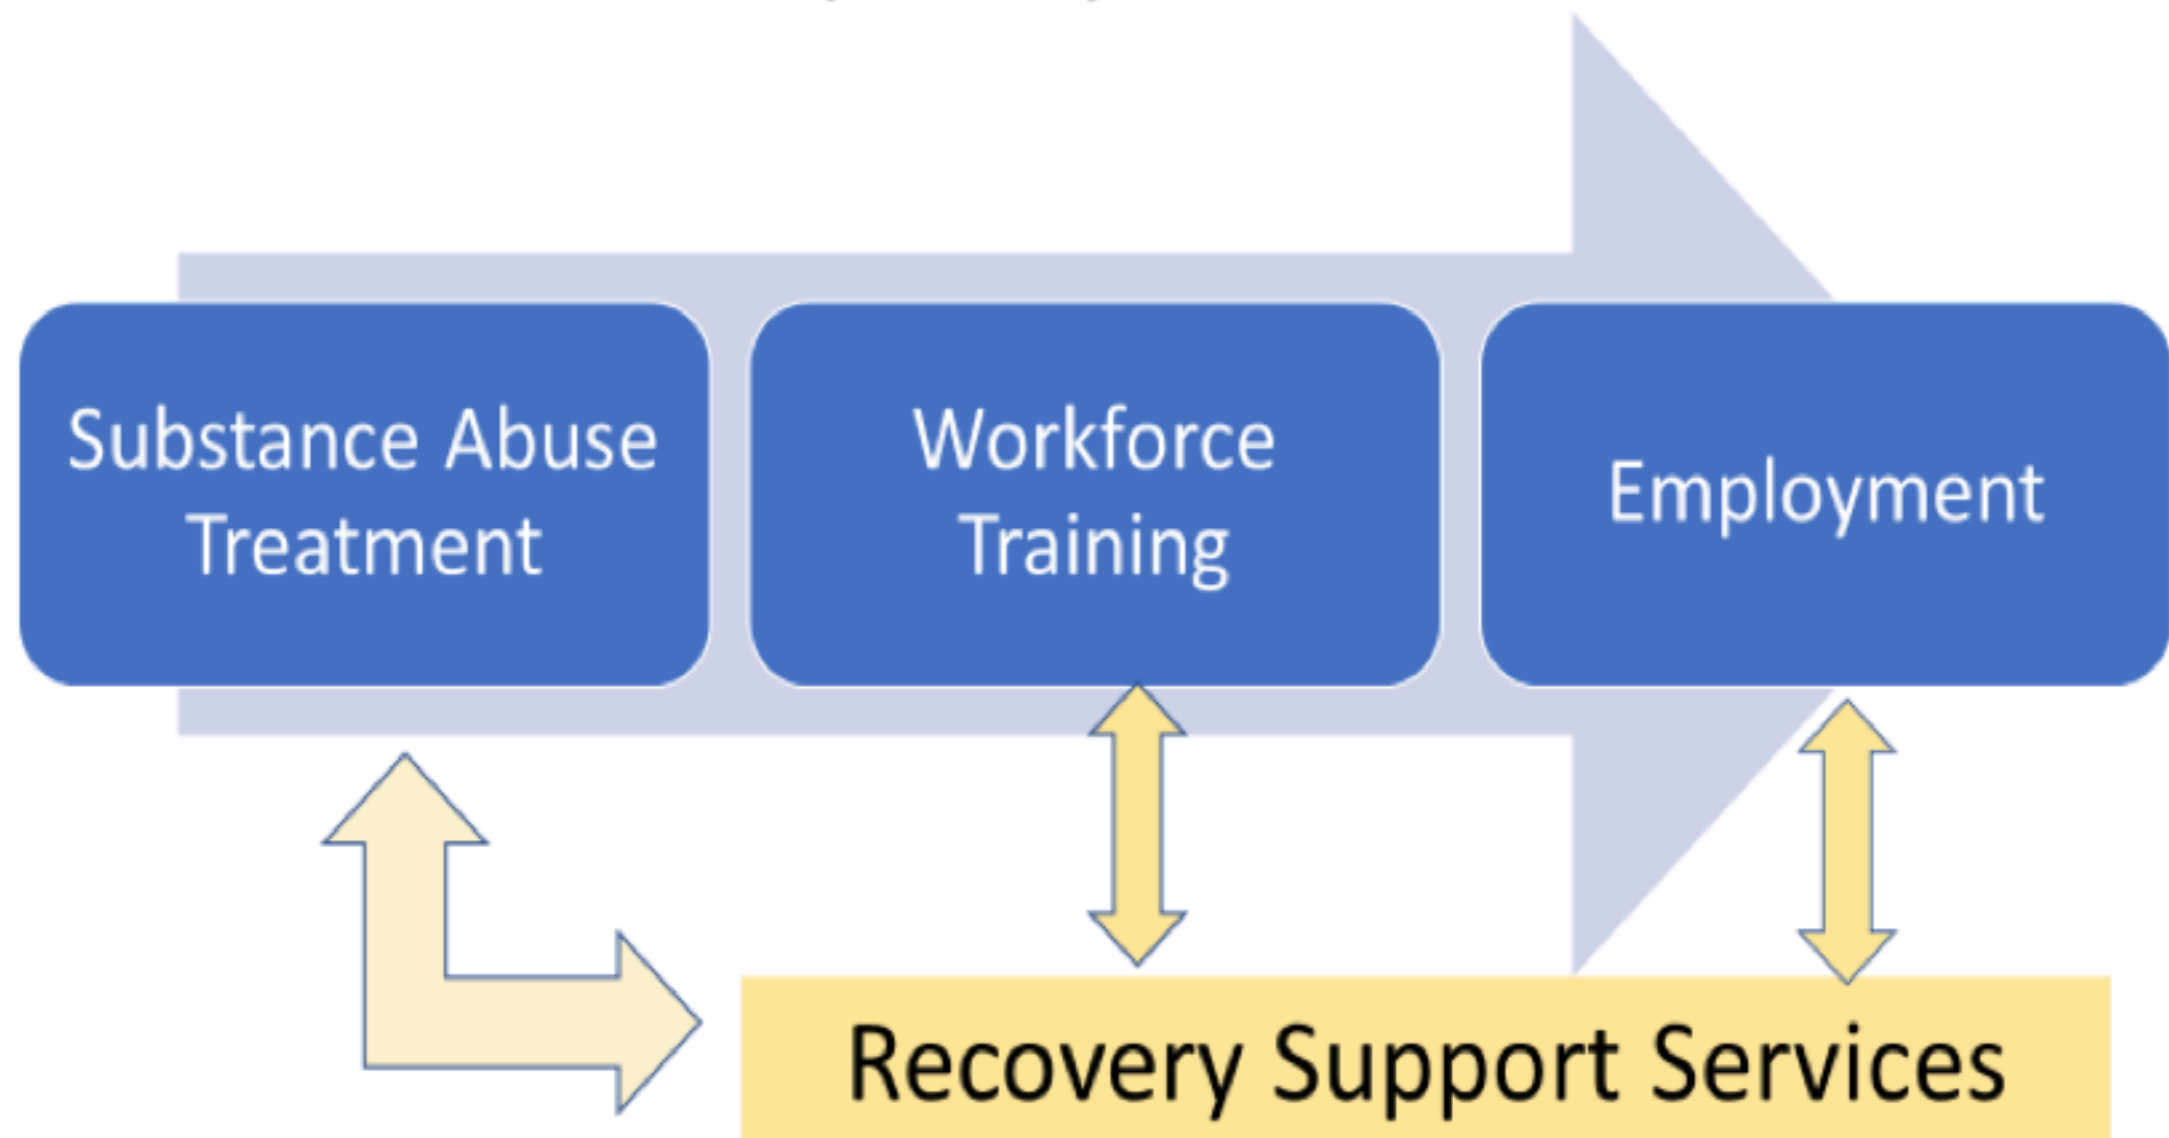 Substance Abuse
Treatment
Workforce
Training
Employment
Recovery Support Services